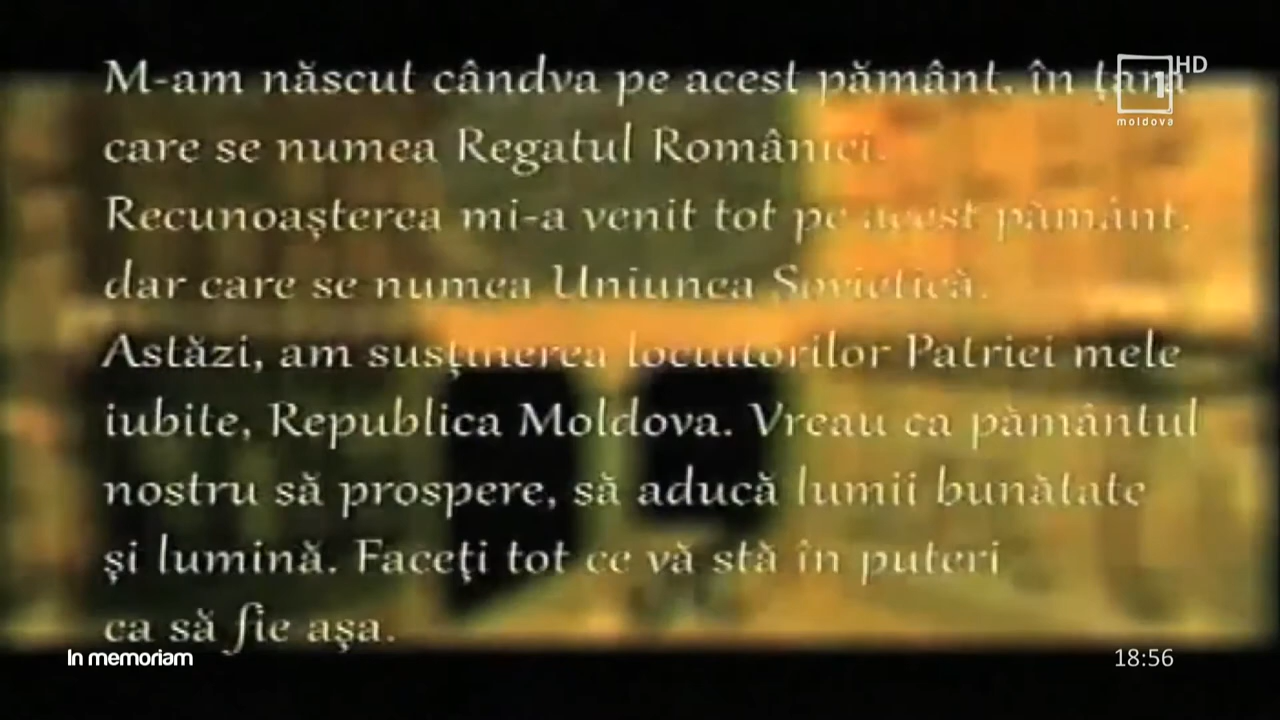 M-am născut cândva pe acest pământ, în țara
HD
1
moldova
care se numea Regatul României.
Recunoașterea mi-a venit tot pe acest pământ,
dar care se numea Uniunea Sovietică.
Astăzi, am susținerea locuitorilor Patriei mele
iubite, Republica Moldova. Vreau ca pământul
nostru să prospere, să aducă lumii bunătate
și lumină. Faceți tot ce vă stă în puteri
ca să fie așa.
In memoriam
18:56